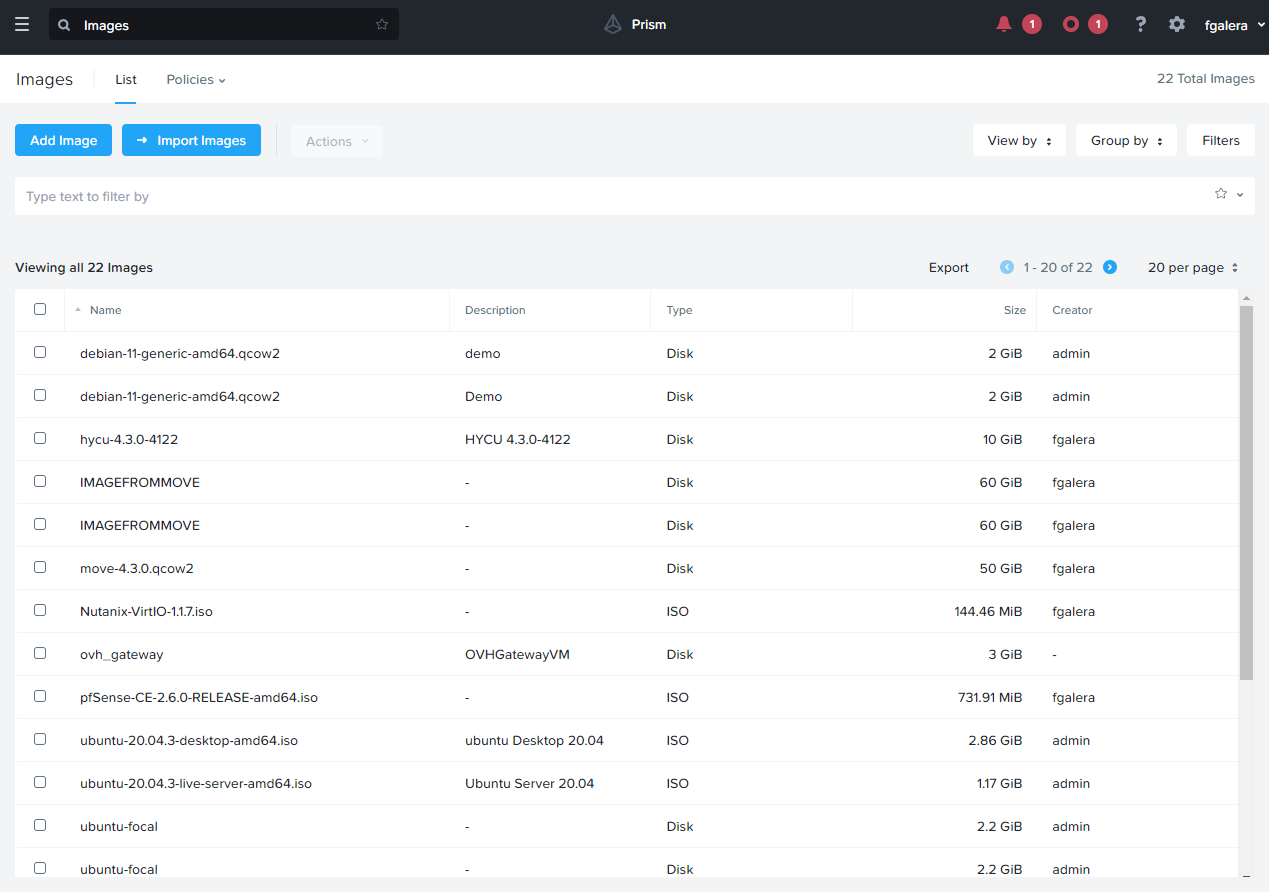 Images
Prism
1
1
?
fgalera
Images
List
Policies
22 Total Images
Add Image
Import Images
Actions
View by
Group by
Filters
Type text to filter by
Viewing all 22 Images
Export
1 - 20 of 22
20 per page
Name Description Type Size Creator
debian-11-generic-amd64.qcow2 demo Disk 2 GiB admin
debian-11-generic-amd64.qcow2 Demo Disk 2 GiB admin
hycu-4.3.0-4122 HYCU 4.3.0-4122 Disk 10 GiB fgalera
IMAGEFROMMOVE - Disk 60 GiB fgalera
IMAGEFROMMOVE - Disk 60 GiB fgalera
move-4.3.0.qcow2 - Disk 50 GiB fgalera
Nutanix-VirtIO-1.1.7.iso - ISO 144.46 MiB fgalera
ovh_gateway OVHGatewayVM Disk 3 GiB -
pfSense-CE-2.6.0-RELEASE-amd64.iso - ISO 731.91 MiB fgalera
ubuntu-20.04.3-desktop-amd64.iso ubuntu Desktop 20.04 ISO 2.86 GiB admin
ubuntu-20.04.3-live-server-amd64.iso Ubuntu Server 20.04 ISO 1.17 GiB admin
ubuntu-focal - Disk 2.2 GiB admin
ubuntu-focal - Disk 2.2 GiB admin